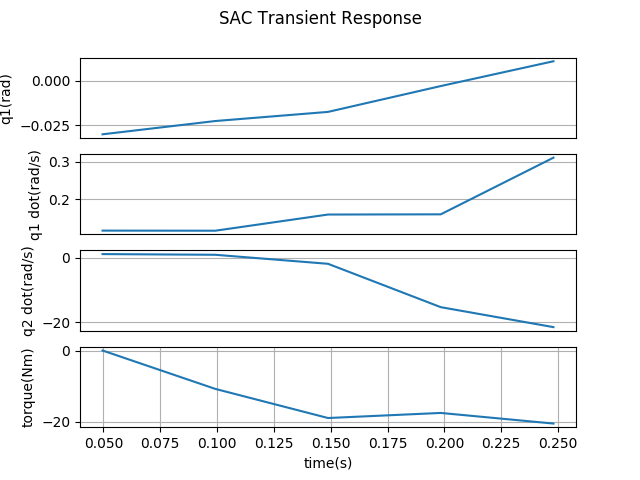 SAC Transient Response
q1(rad)
0.000
−0.025
q1 dot(rad/s)
0.3
0.2
q2 dot(rad/s)
0
−20
torque(Nm)
0
−20
0.050 0.075 0.100 0.125 0.150 0.175 0.200 0.225 0.250
time(s)